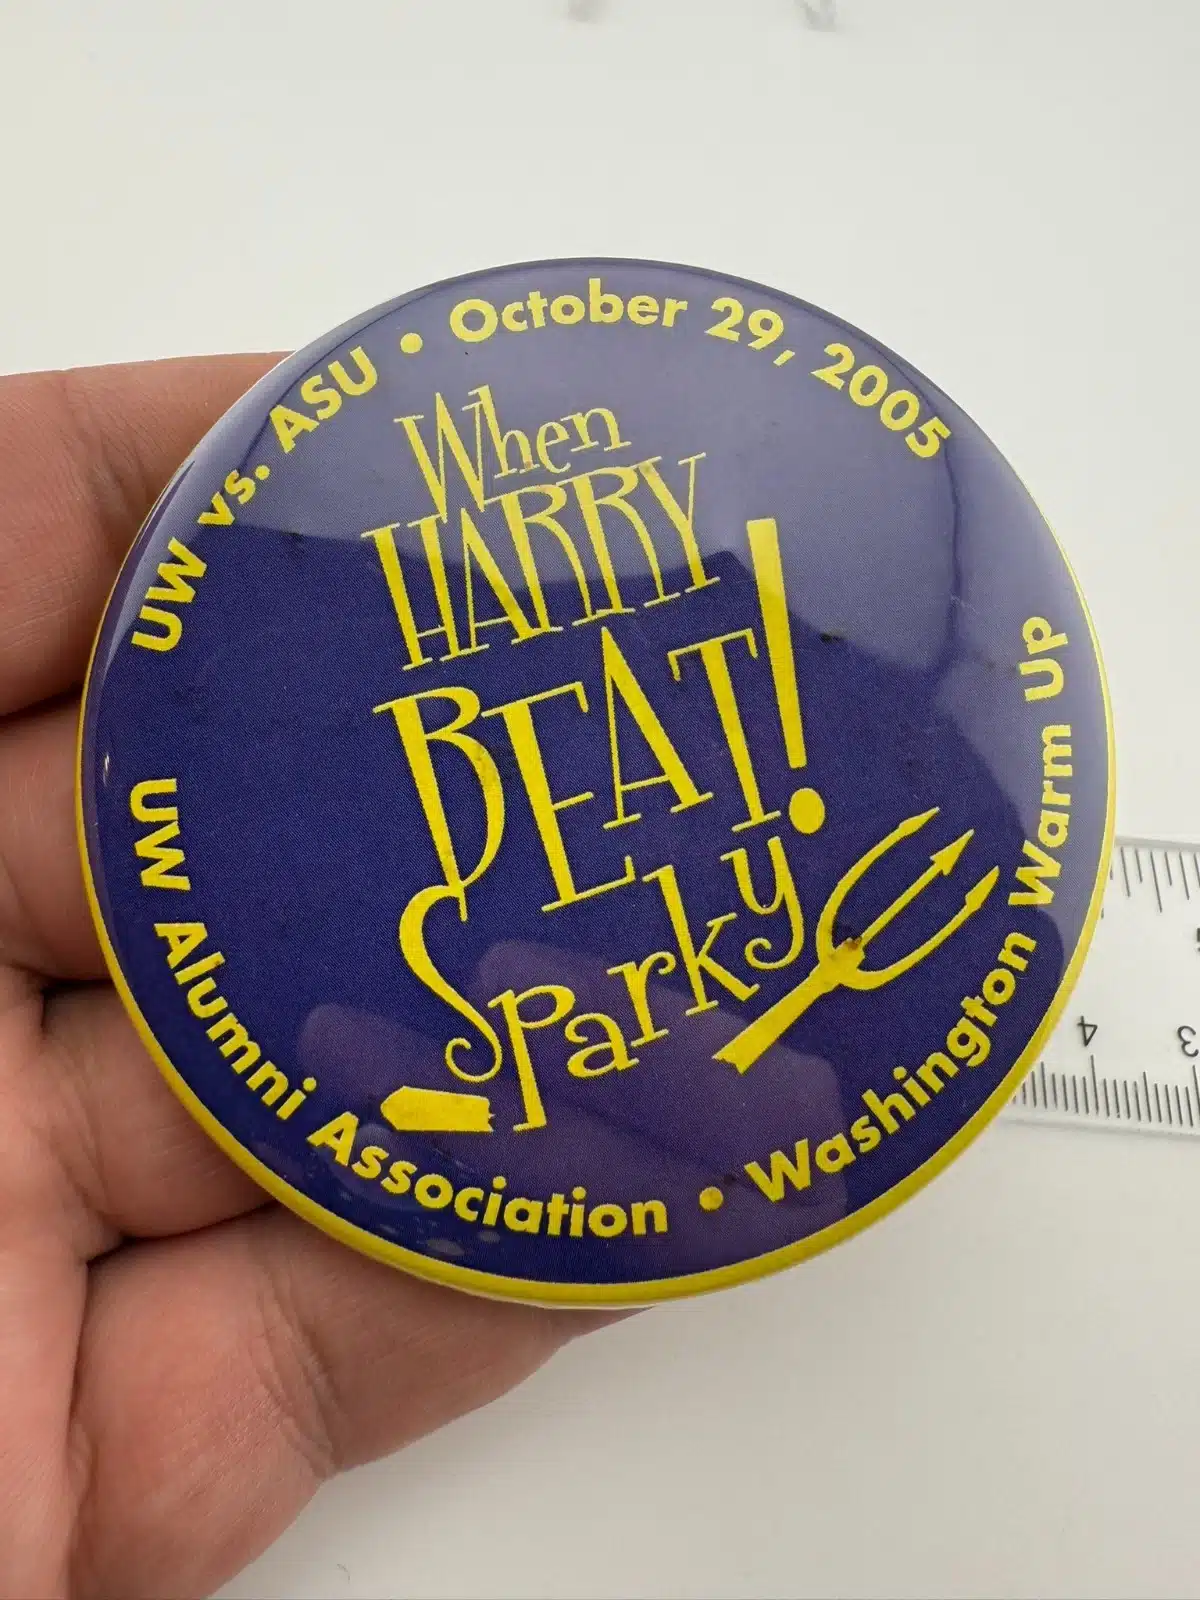 UW vs. ASU • October 29, 2005
When
HARRY
BEAT
Sparky!
UW Alumni Association • Washington Warm Up
4
3